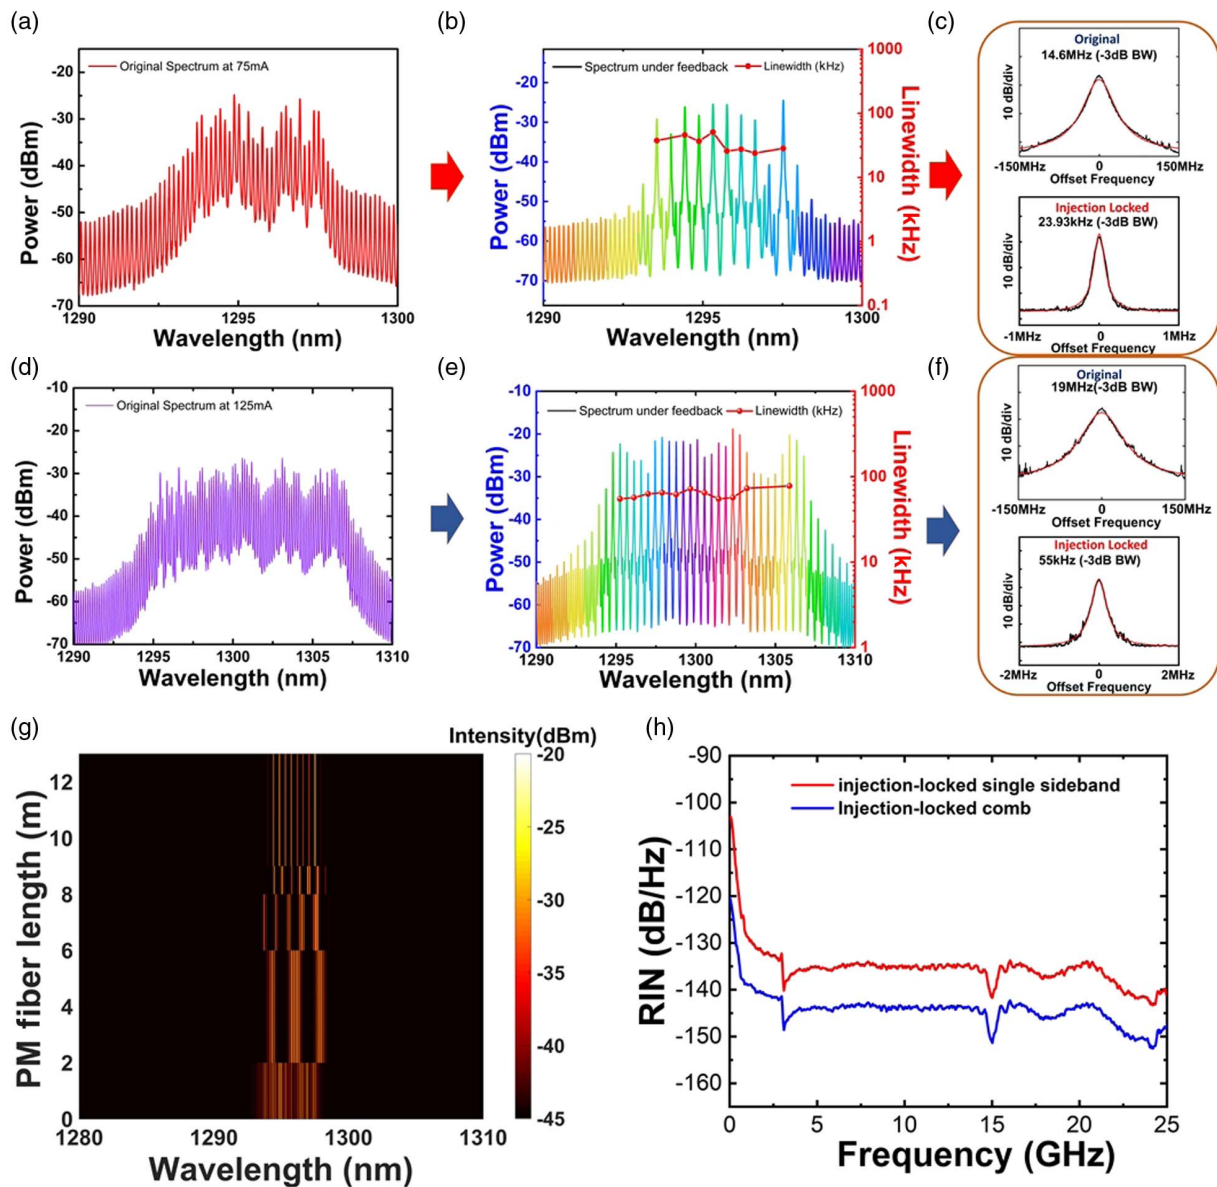 (a)
-20
-30
-40
-50
-60
-70
Power (dBm)
Original Spectrum at 75mA
1290
1295
1300
Wavelength (nm)
(b)
-20
-30
-40
-50
-60
-70
Power (dBm)
Spectrum under feedback
Linewidth (kHz)
1000
100
10
1
0.1
Linewidth (kHz)
1290
1295
1300
Wavelength (nm)
(c)
Original
14.6MHz (-3dB BW)
10 dB/div
-150MHz
0
150MHz
Offset Frequency
Injection Locked
23.93kHz (-3dB BW)
10 dB/div
-1MHz
0
1MHz
Offset Frequency
(d)
-10
-20
-30
-40
-50
-60
-70
Power (dBm)
Original Spectrum at 125mA
1290
1295
1300
1305
1310
Wavelength (nm)
(e)
-10
-20
-30
-40
-50
-60
-70
Power (dBm)
Spectrum under feedback
Linewidth (kHz)
1000
100
10
1
Linewidth (kHz)
1290
1295
1300
1305
1310
Wavelength (nm)
(f)
Original
19MHz(-3dB BW)
10 dB/div
-150MHz
0
150MHz
Offset Frequency
Injection Locked
55kHz (-3dB BW)
10 dB/div
-2MHz
0
2MHz
Offset Frequency
(g)
Intensity(dBm)
12
10
8
6
4
2
0
PM fiber length (m)
1280
1290
1300
1310
Wavelength (nm)
-20
-25
-30
-35
-40
-45
(h)
-90
-100
-110
-120
-130
-140
-150
-160
RIN (dB/Hz)
injection-locked single sideband
Injection-locked comb
0
5
10
15
20
25
Frequency (GHz)